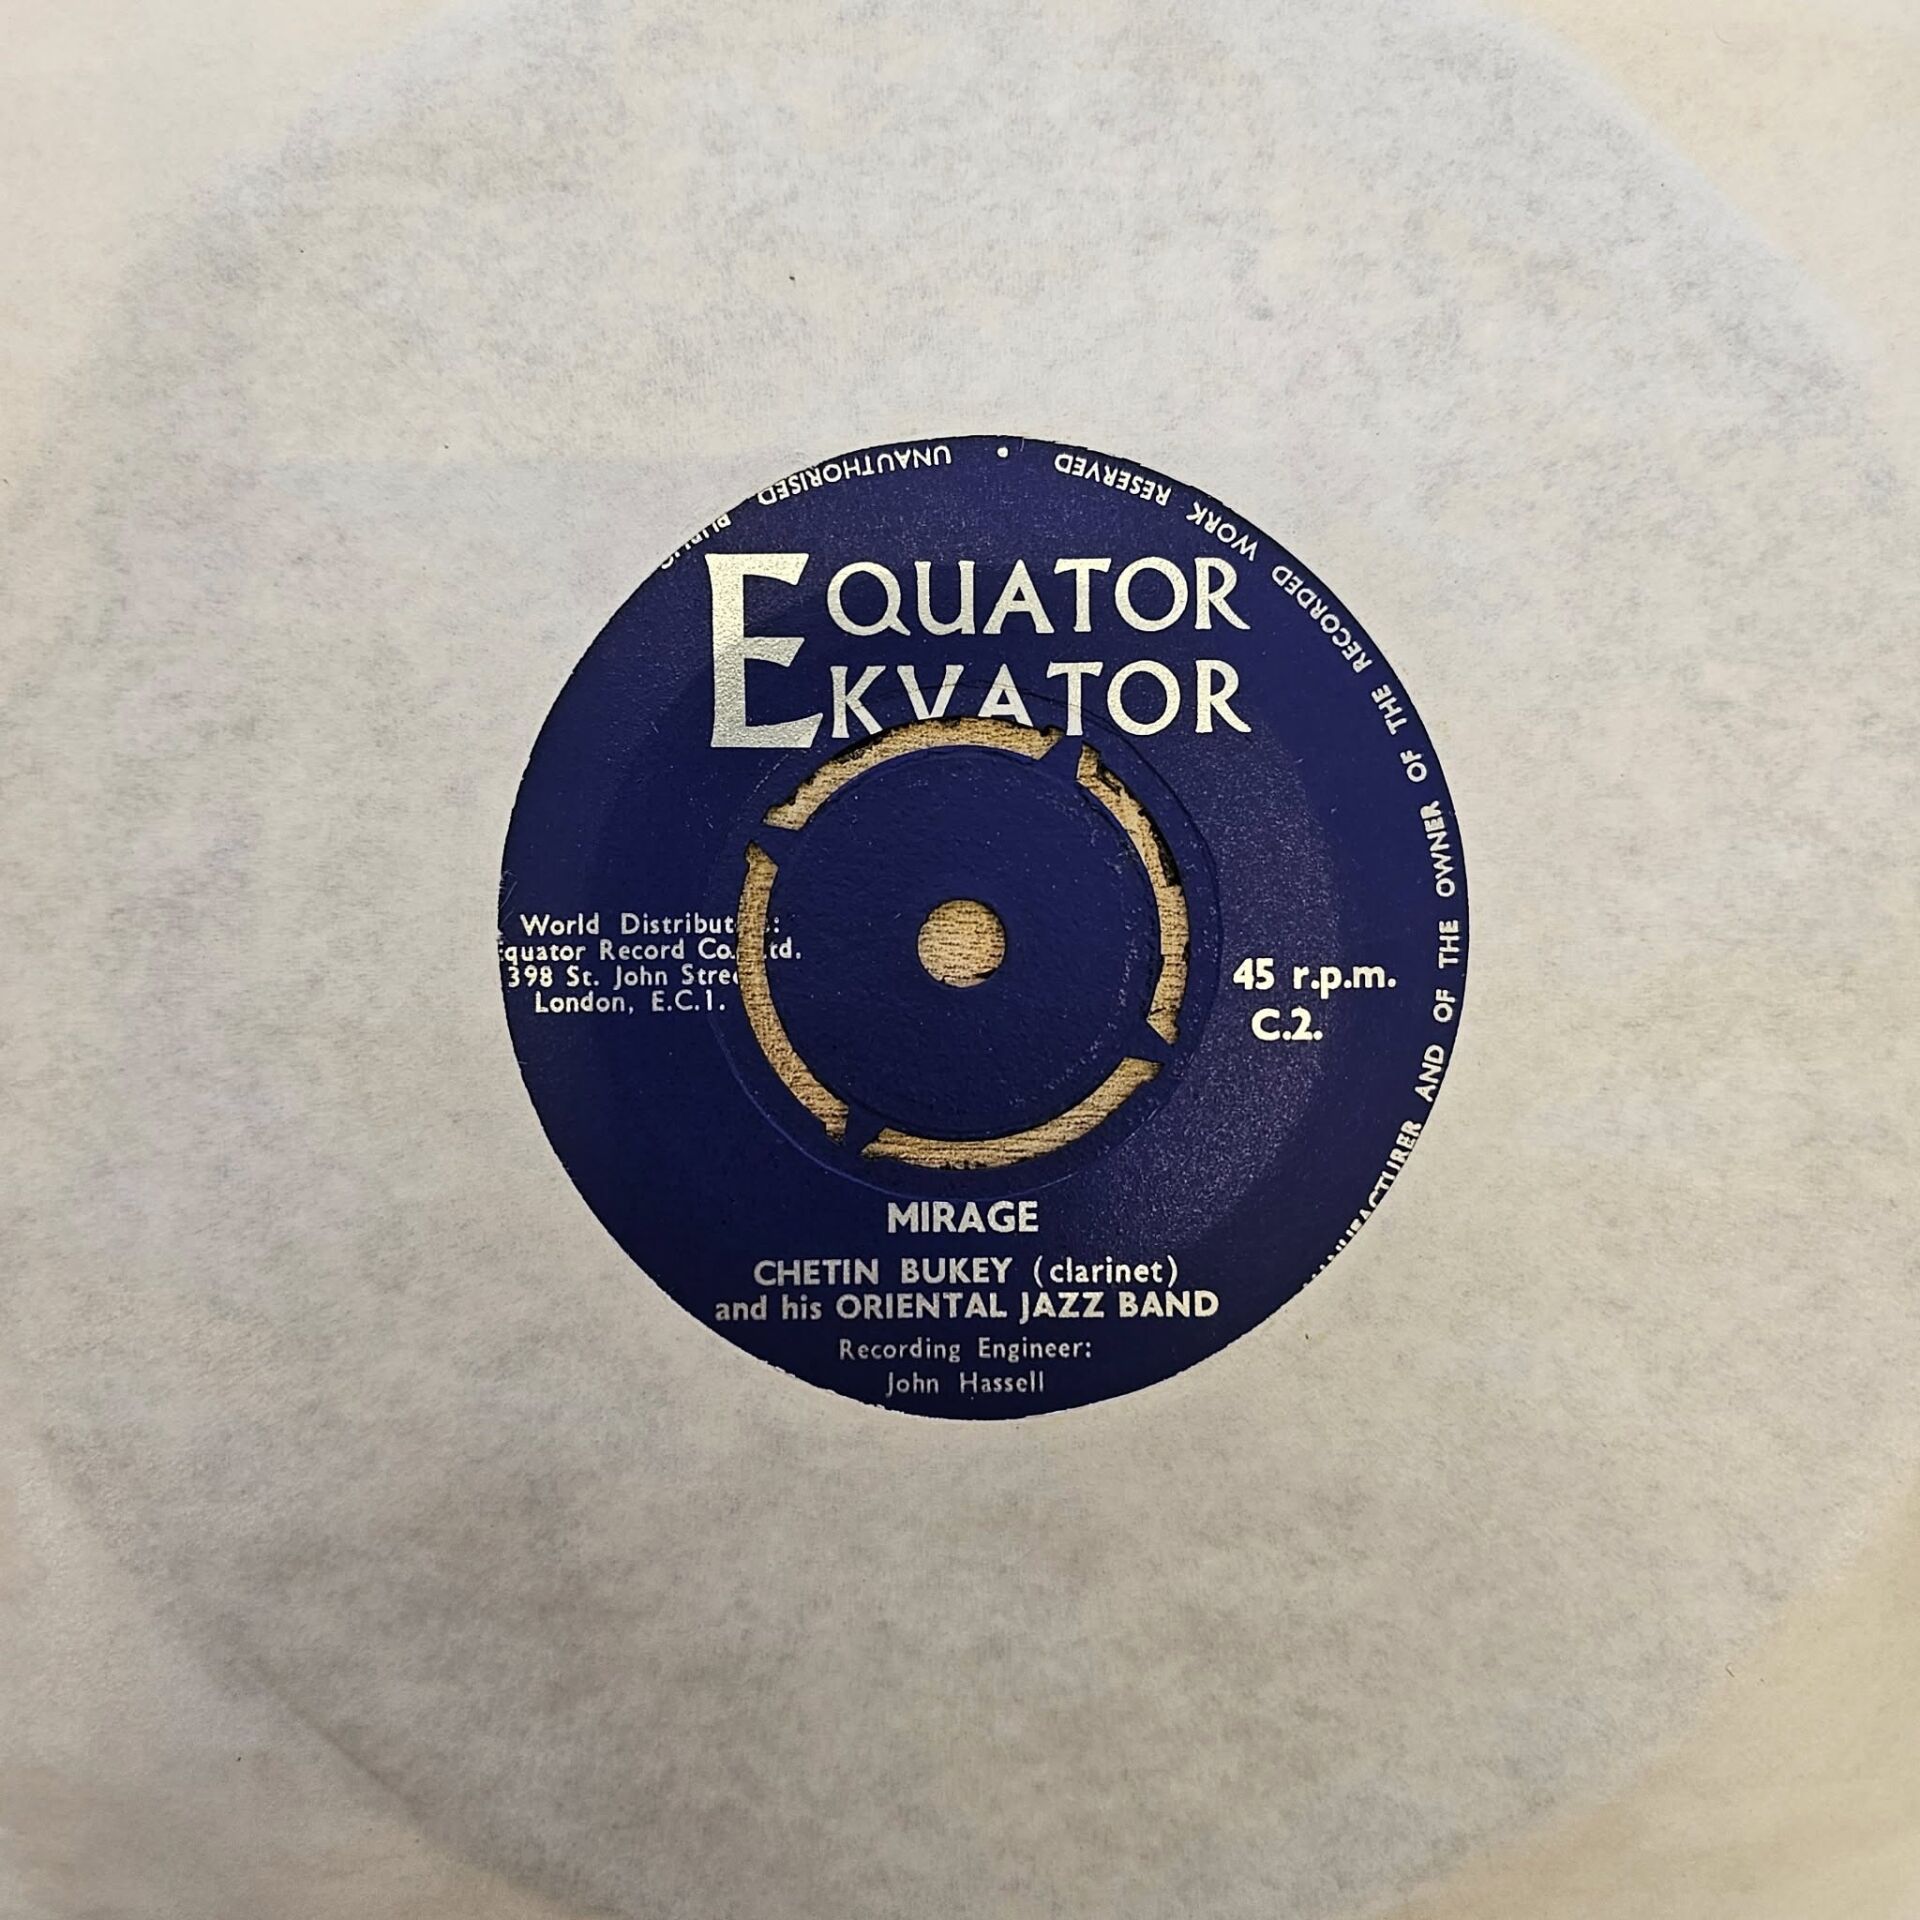 EQUATOR
EKVATOR
World Distribut :
quator Record Co. td.
398 St. John Stree
London, E.C.1.
45 r.p.m.
C.2.
MIRAGE
CHETIN BUKEY (clarinet)
and his ORIENTAL JAZZ BAND
Recording Engineer:
John Hassell
MANUFACTURER AND OF THE OWNER OF THE RECORDED WORK RESERVED • UNAUTHORISED